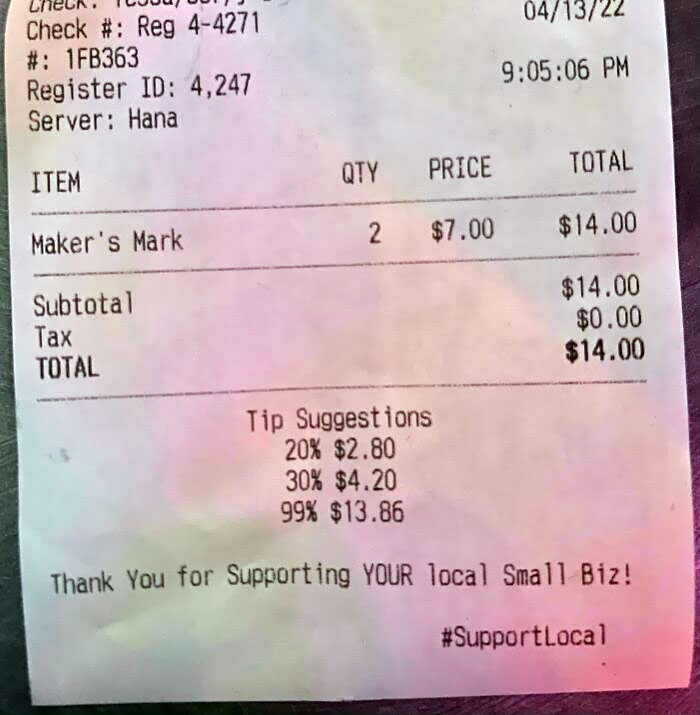 Check #: Reg 4-4271
04/13/22
#: 1FB363
9:05:06 PM
Register ID: 4,247
Server: Hana
ITEM QTY PRICE TOTAL
Maker's Mark 2 $7.00 $14.00
Subtotal $14.00
Tax $0.00
TOTAL $14.00
Tip Suggestions
20% $2.80
30% $4.20
99% $13.86
Thank You for Supporting YOUR local Small Biz!
#SupportLocal